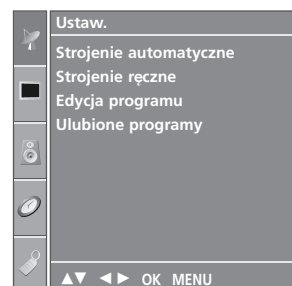 Ustaw.
Strojenie automatyczne
Strojenie ręczne
Edycja programu
Ulubione programy
▲▼ ◄► OK MENU